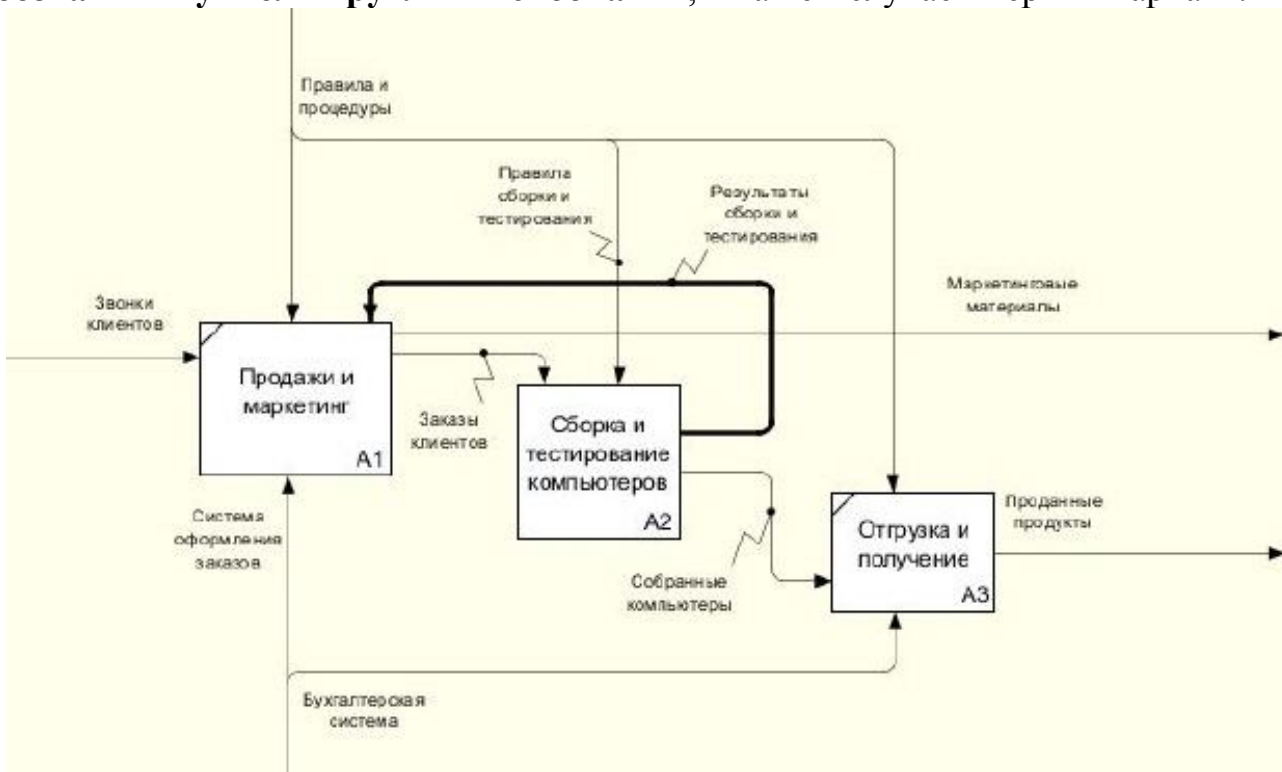 Правила и
процедуры
Правила
сборки и
тестирования
Результаты
сборки и
тестирования
Маркетинговые
материалы
Звонки
клиентов
Продажи и
маркетинг
A1
Заказы
клиентов
Сборка и
тестирование
компьютеров
A2
Система
оформления
заказов
Собранные
компьютеры
Отгрузка и
получение
A3
Проданные
продукты
Бухгалтерская
система